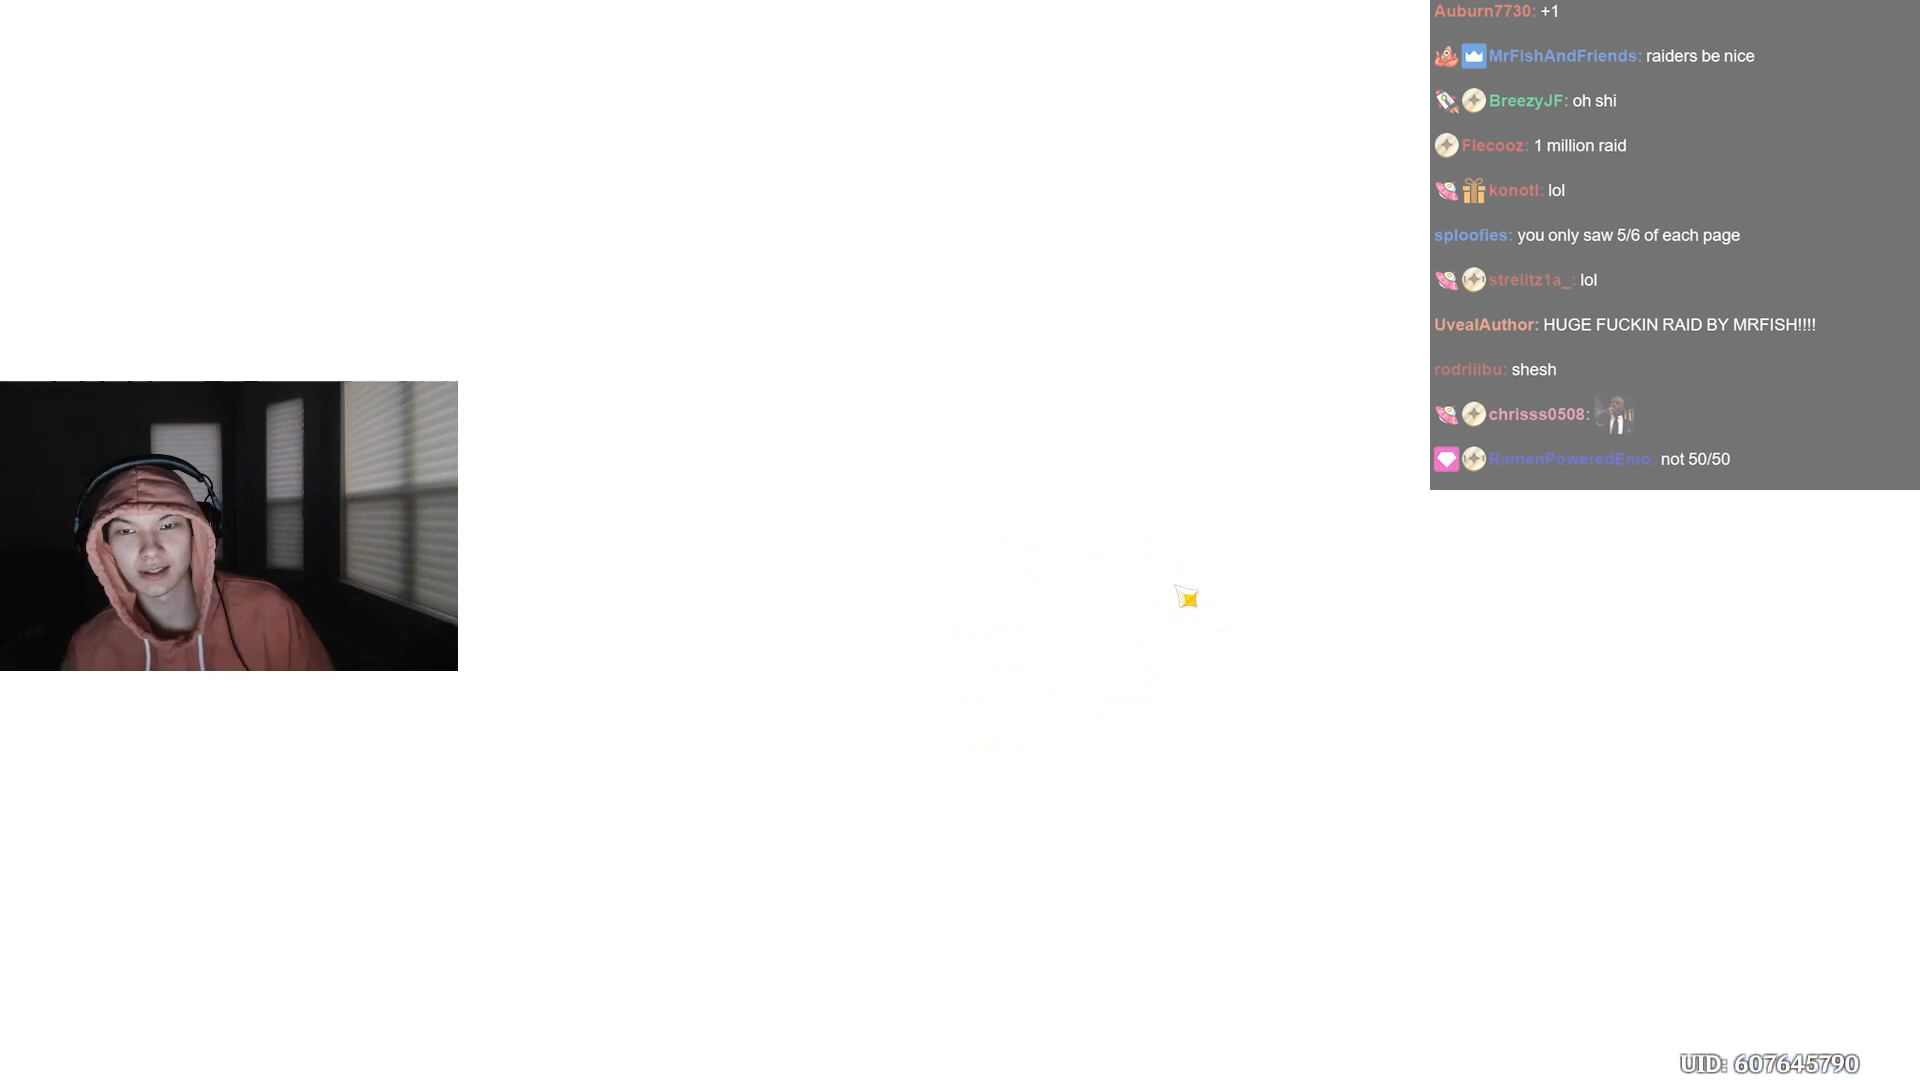 Auburn7730: +1
MrFishAndFriends: raiders be nice
BreezyJF: oh shi
Flecooz: 1 million raid
konotl: lol
sploofies: you only saw 5/6 of each page
strelitz1a_: lol
UvealAuthor: HUGE FUCKIN RAID BY MRFISH!!!!
rodriiibu: shesh
chrisss0508:
RamenPoweredEmo: not 50/50
UID: 607645790